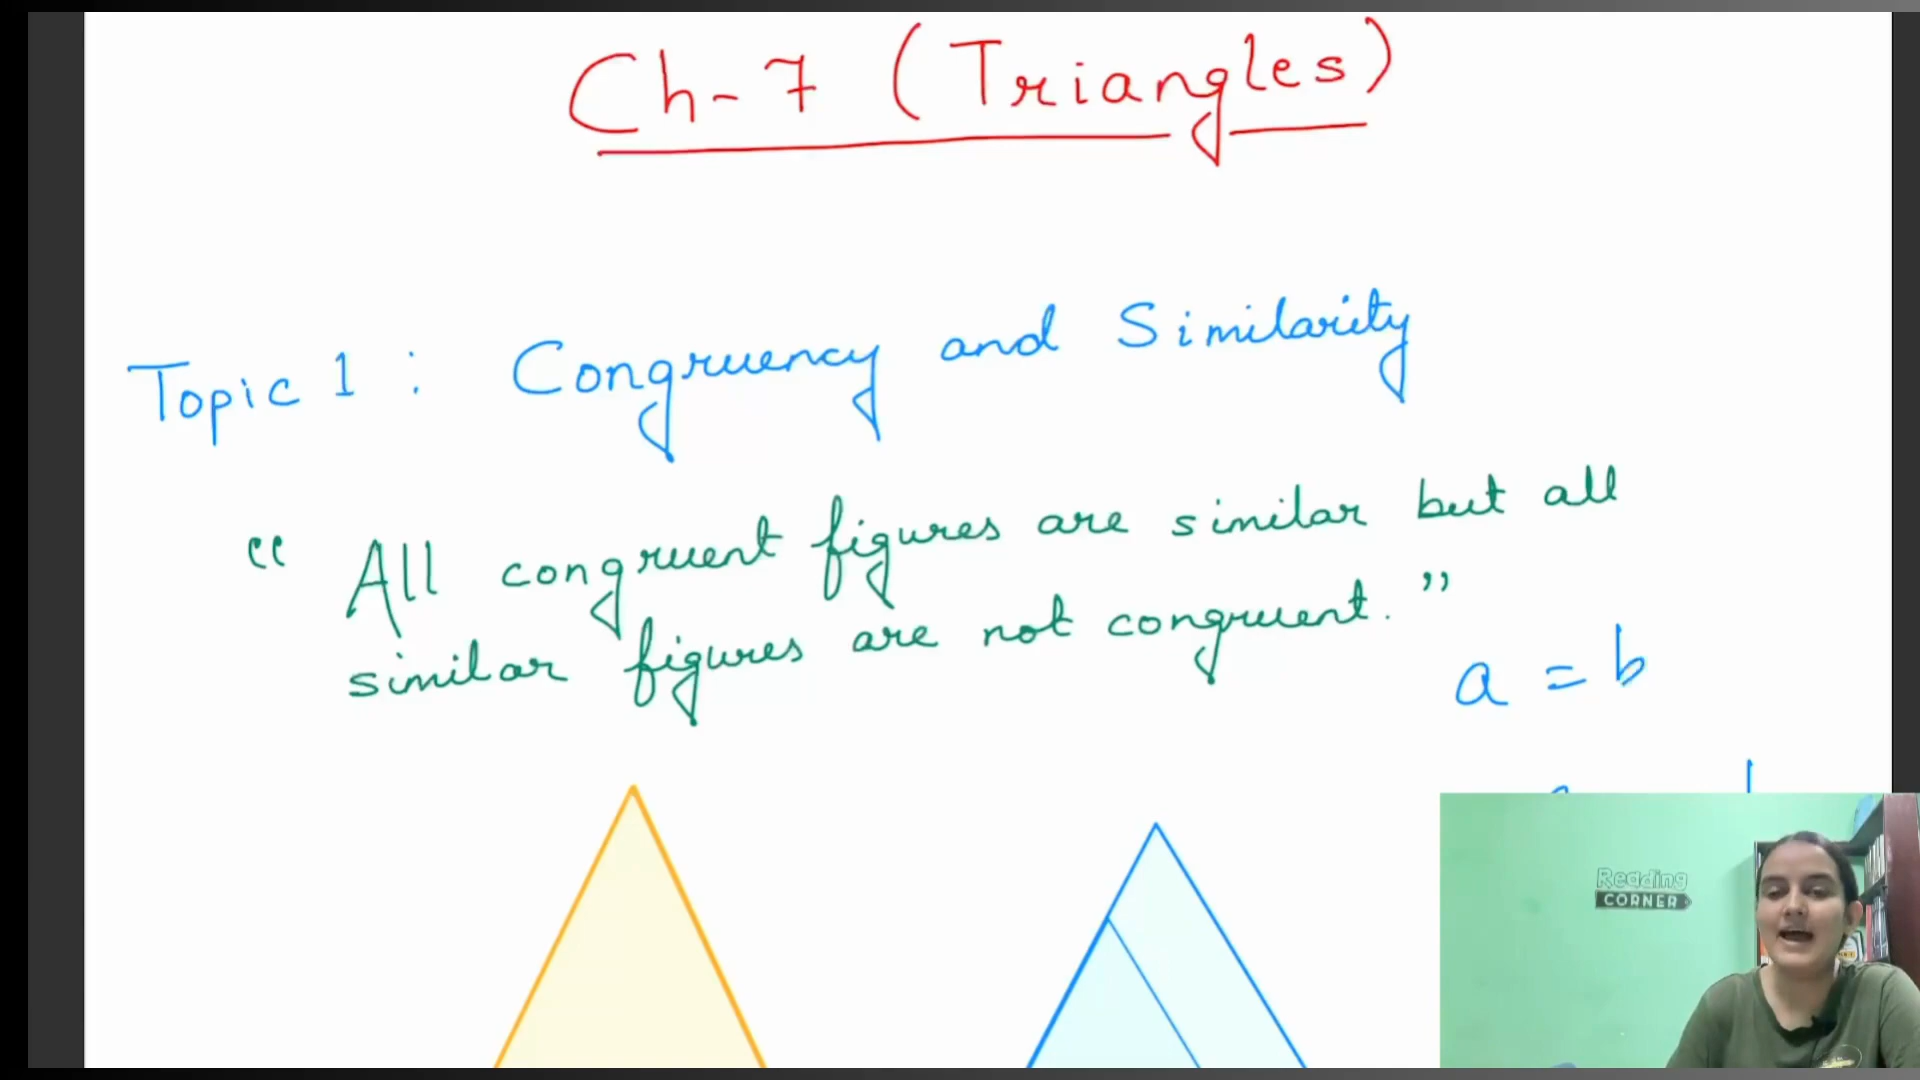 Ch-7 (Triangles)
Topic 1 : Congruency and Similarity
“ All congruent figures are similar but all
similar figures are not congruent. ”
a = b
Reading
CORNER